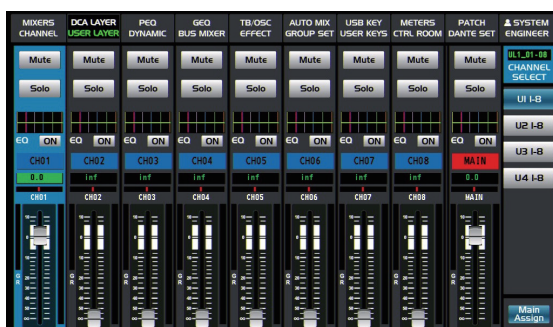 MIXERS DCA LAYER PEQ GEQ TB/OSC AUTO MIX USB KEY METERS PATCH SYSTEM
CHANNEL USER LAYER DYNAMIC BUS MIXER EFFECT GROUP SET USER KEYS CTRL ROOM DANTE SET ENGINEER
Mute Mute Mute Mute Mute Mute Mute Mute Mute UL1_01-08
CHANNEL
SELECT
Solo Solo Solo Solo Solo Solo Solo Solo Solo
U1 1-8
U2 1-8
EQ ON EQ ON EQ ON EQ ON EQ ON EQ ON EQ ON EQ ON EQ ON
CH01 CH02 CH03 CH04 CH05 CH06 CH07 CH08 MAIN U3 1-8
0.0 inf inf inf inf inf inf inf 0.0 U4 1-8
CH01 CH02 CH03 CH04 CH05 CH06 CH07 CH08 MAIN
Main
Assign